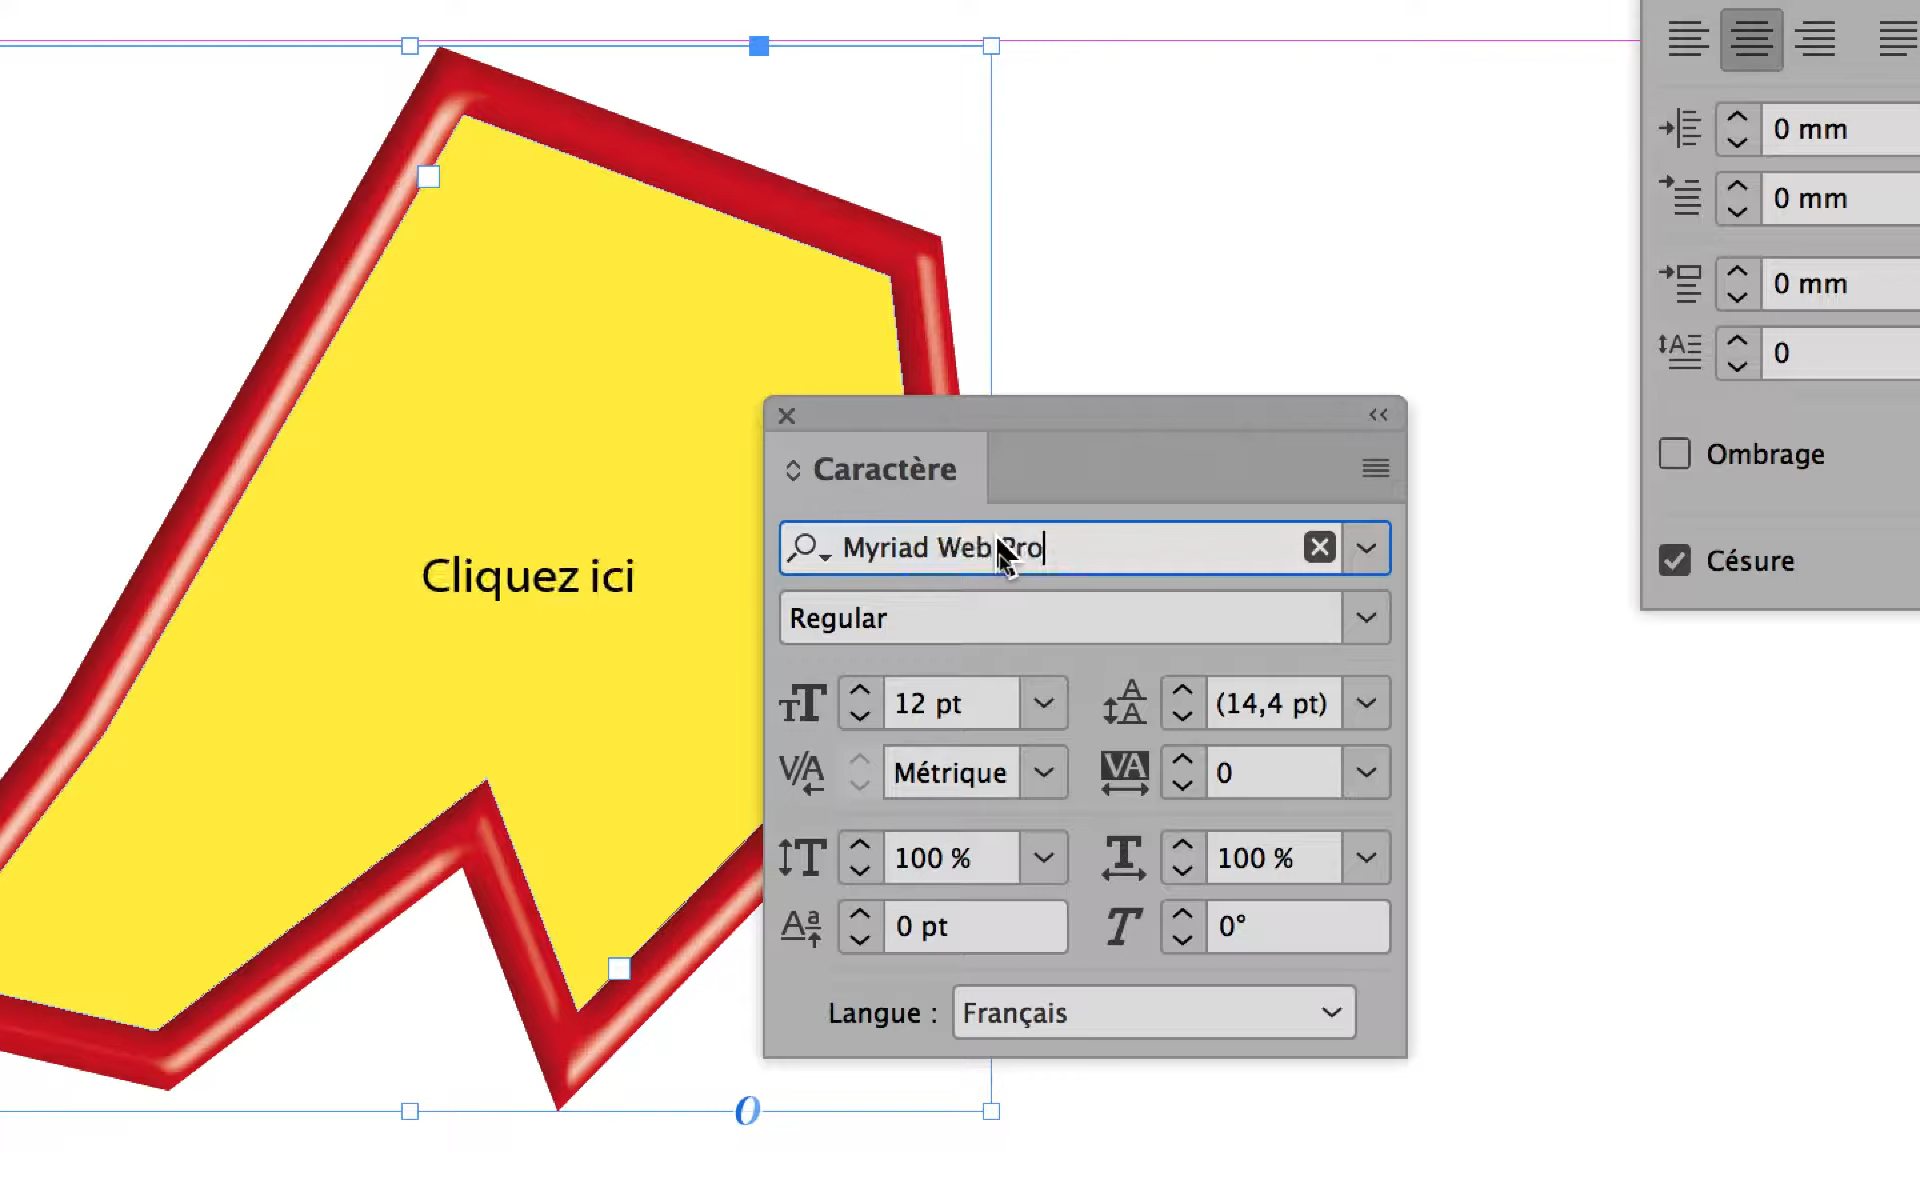 0 mm
0 mm
0 mm
0
Ombrage
Césure
Caractère
Myriad Web Pro
Regular
12 pt
(14,4 pt)
Métrique
0
100 %
100 %
0 pt
0°
Langue :
Français
Cliquez ici